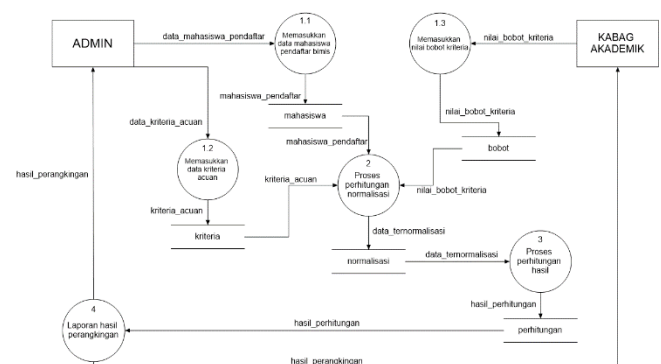 1.1
Memasukkan
data mahasiswa
pendaftar bimis
1.3
Memasukkan
nilai bobot kriteria
ADMIN
data_mahasiswa_pendaftar
nilai_bobot_kriteria
KABAG
AKADEMIK
mahasiswa_pendaftar
nilai_bobot_kriteria
mahasiswa
data_kriteria_acuan
mahasiswa_pendaftar
bobot
1.2
Memasukkan
data kriteria
acuan
2
Proses
perhitungan
normalisasi
hasil_perangkingan
kriteria_acuan
nilai_bobot_kriteria
kriteria_acuan
kriteria
data_ternormalisasi
3
Proses
perhitungan
hasil
normalisasi
data_ternormalisasi
hasil_perhitungan
4
Laporan hasil
perangkingan
hasil_perhitungan
perhitungan
hasil_perangkingan